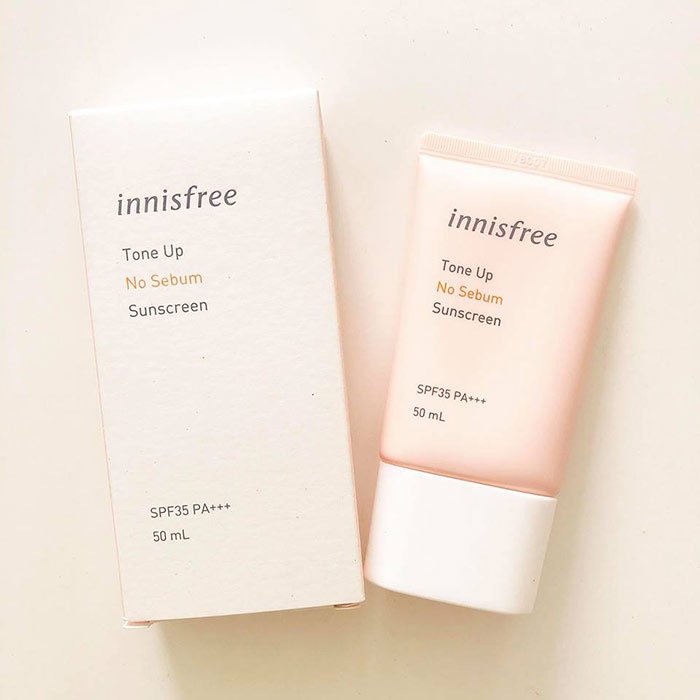 innisfree
Tone Up
No Sebum
Sunscreen
SPF35 PA+++
50 mL
innisfree
Tone Up
No Sebum
Sunscreen
SPF35 PA+++
50 mL